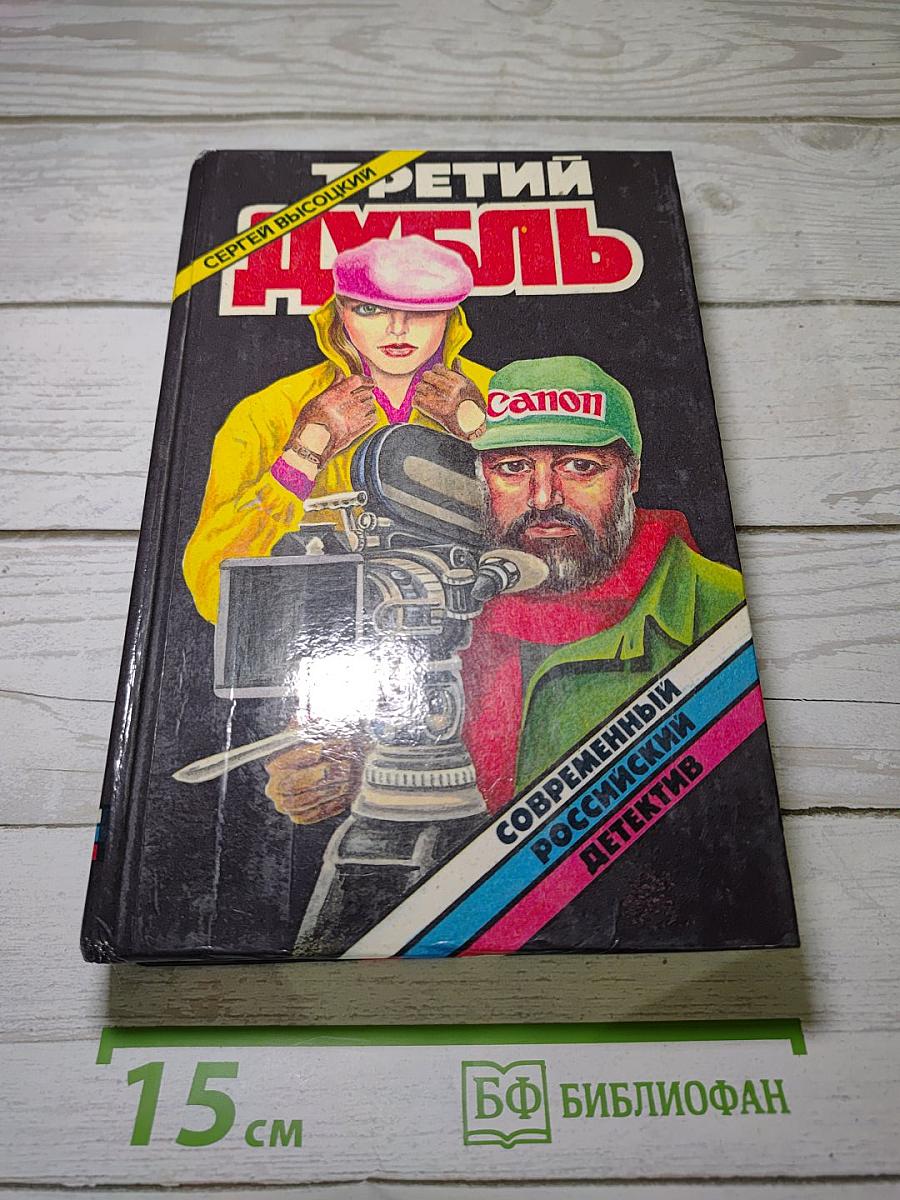 СЕРГЕЙ ВЫСОЦКИЙ
ТРЕТИЙ
ДУБЛЬ
Canon
СОВРЕМЕННЫЙ
РОССИЙСКИЙ
ДЕТЕКТИВ
15 см
БФ БИБЛИОФАН